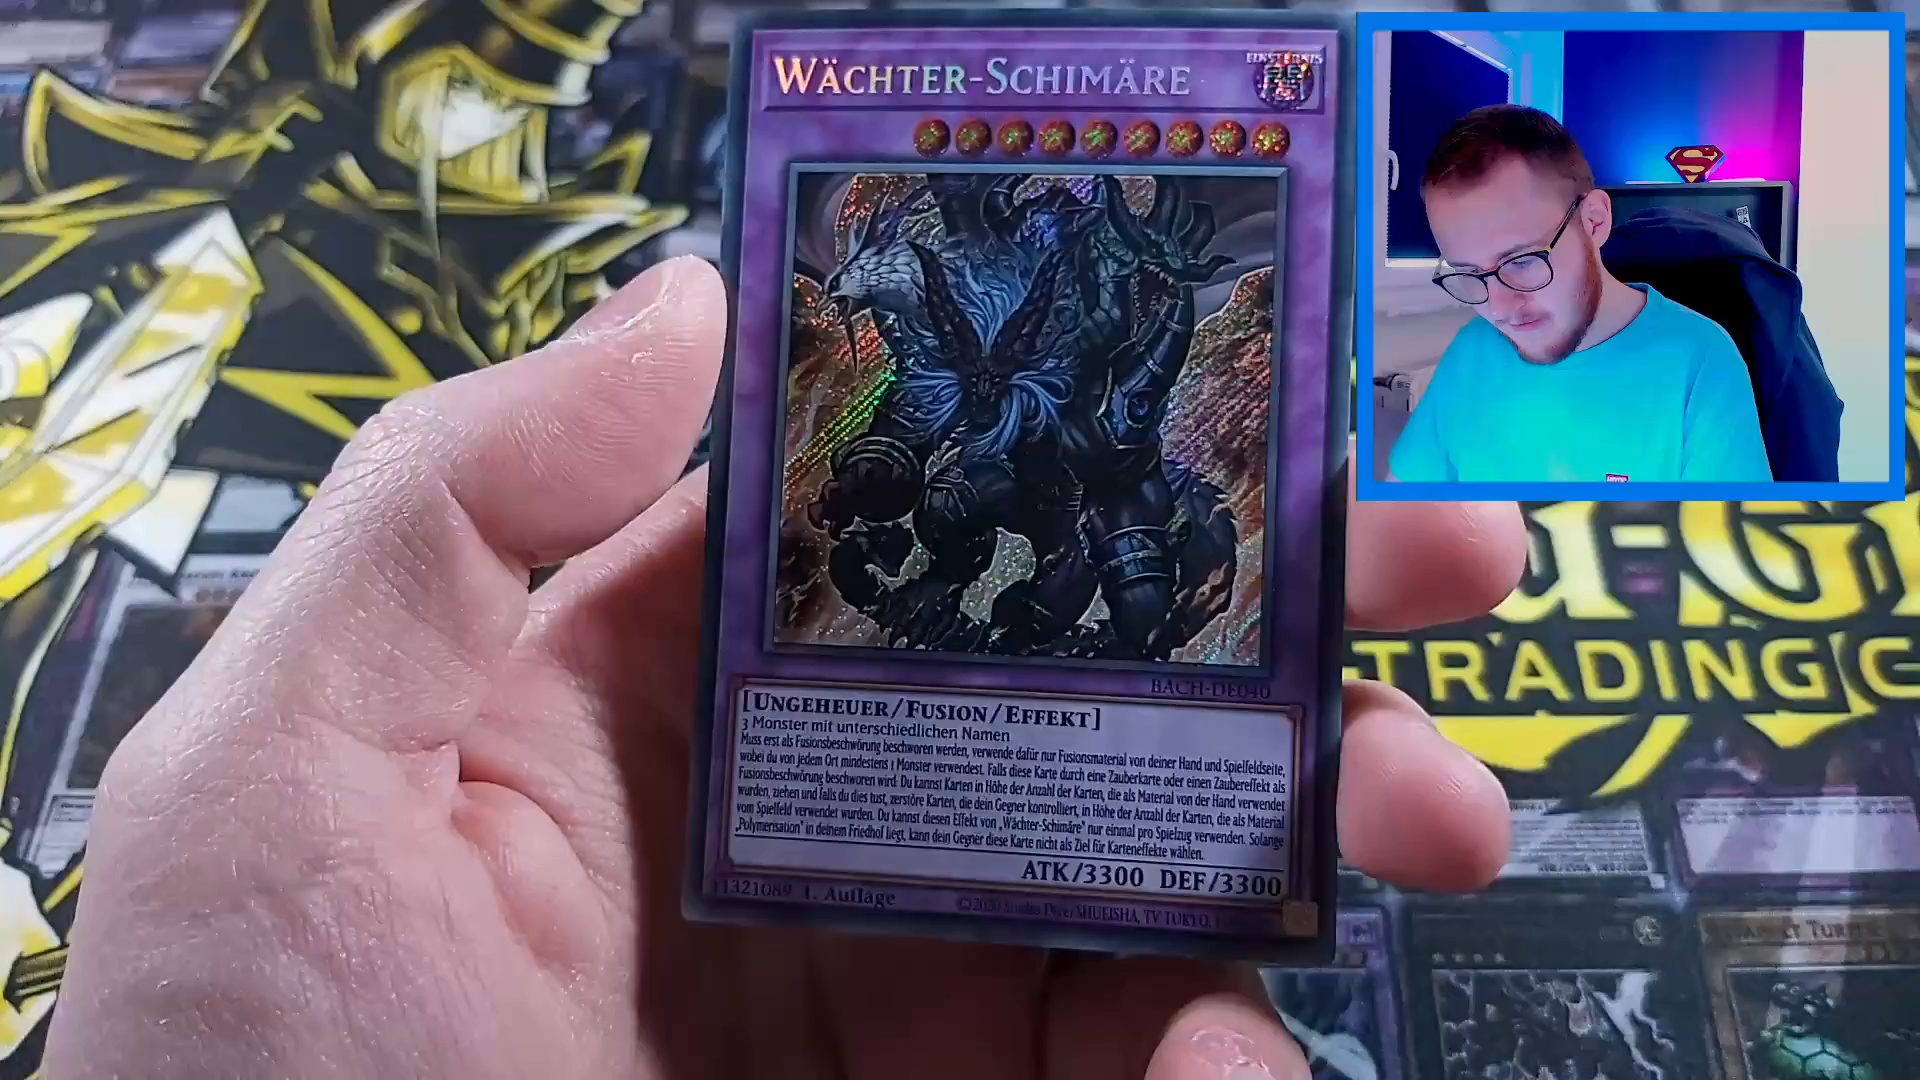 WÄCHTER-SCHIMÄRE
FINSTERNIS
BACH-DE040
[UNGEHEUER/FUSION/EFFEKT]
3 Monster mit unterschiedlichen Namen
Muss erst als Fusionsbeschwörung beschworen werden, verwende dafür nur Fusionsmaterial von deiner Hand und Spielfeldseite,
wobei du von jedem Ort mindestens 1 Monster verwendest. Falls diese Karte durch eine Zauberkarte oder einen Zaubereffekt als
Fusionsbeschwörung beschworen wird: Du kannst Karten in Höhe der Anzahl der Karten, die als Material von der Hand verwendet
wurden, ziehen und falls du dies tust, zerstöre Karten, die dein Gegner kontrolliert, in Höhe der Anzahl der Karten, die als Material
vom Spielfeld verwendet wurden. Du kannst diesen Effekt von „Wächter-Schimäre" nur einmal pro Spielzug verwenden. Solange
„Polymerisation" in deinem Friedhof liegt, kann dein Gegner diese Karte nicht als Ziel für Karteneffekte wählen.
ATK/3300 DEF/3300
11321089 1. Auflage
©2020 Studio Dice/SHUEISHA, TV TOKYO,
TRADING C